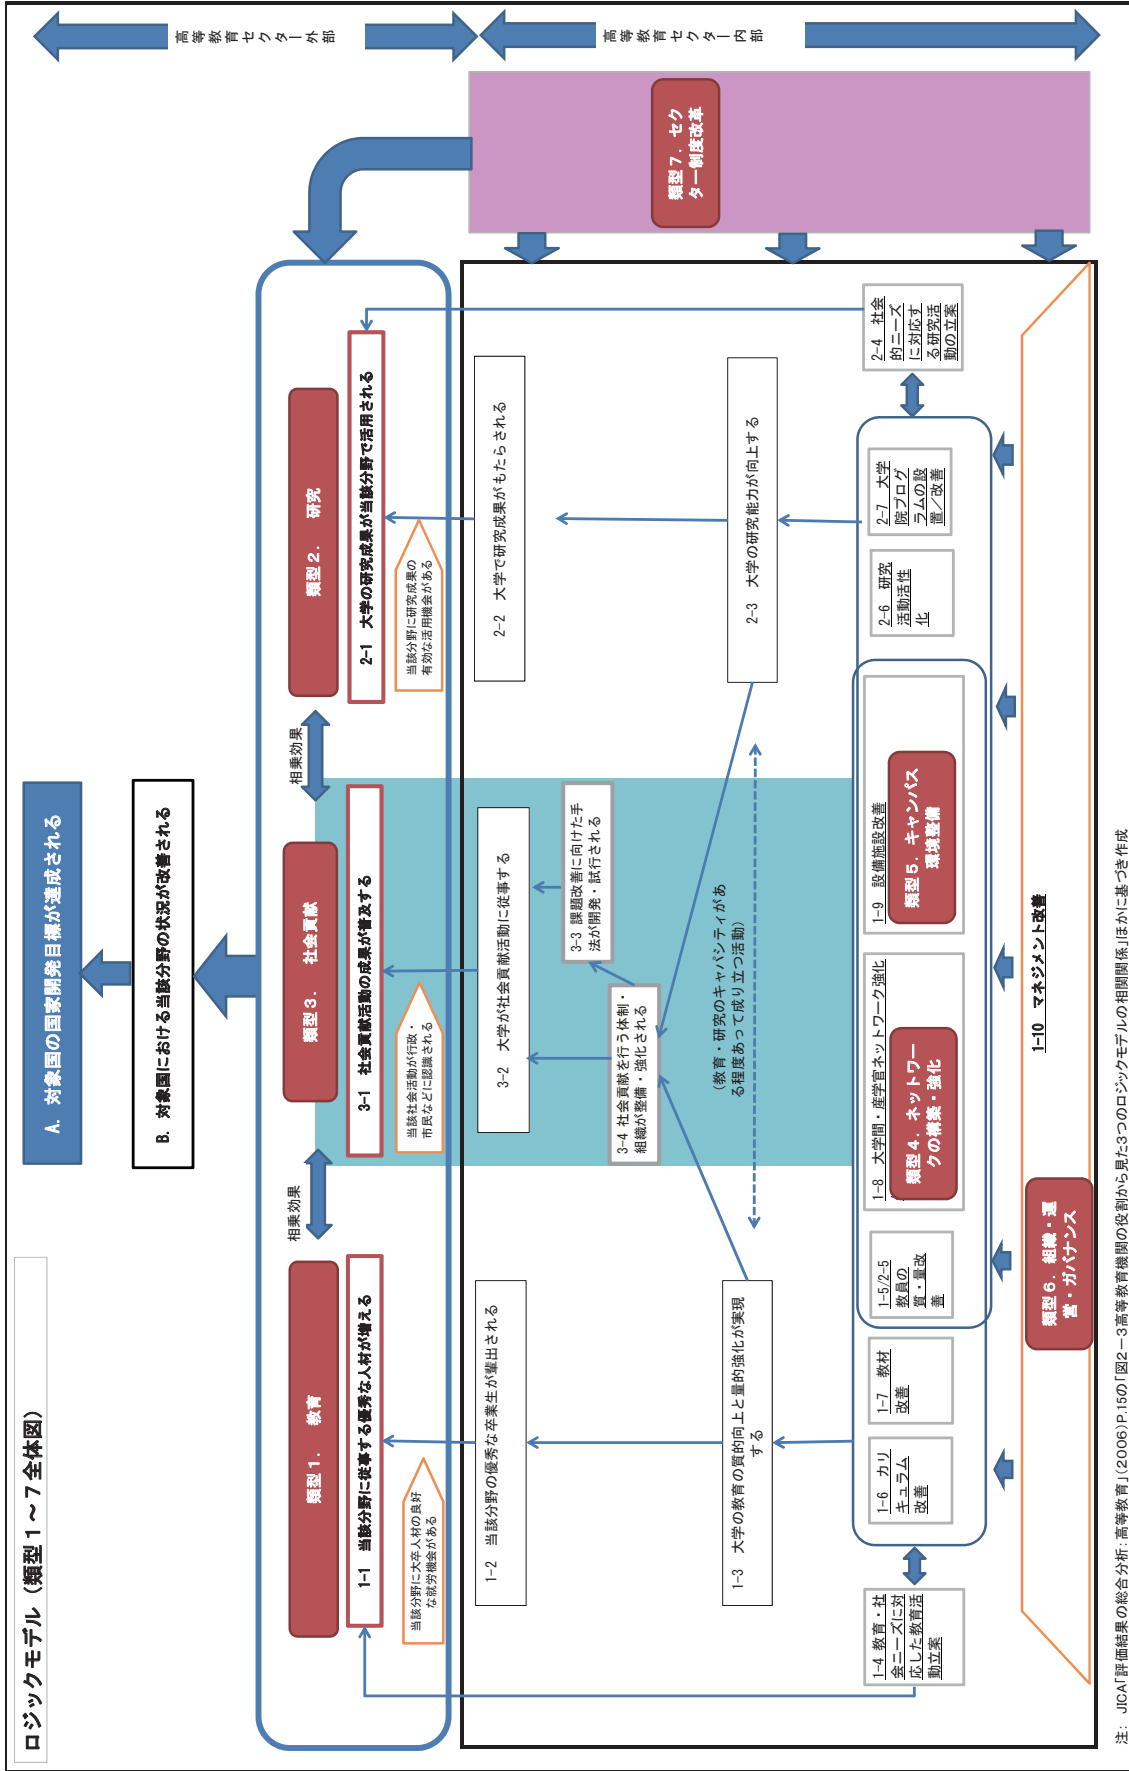 ロジックモデル（類型１～７全体図）
A. 対象国の国家開発目標が達成される
B. 対象国における当該分野の状況が改善される
高等教育セクター外部
高等教育セクター内部
相乗効果
相乗効果
類型１． 教育
類型３． 社会貢献
類型２． 研究
1-1 当該分野に従事する優秀な人材が増える
3-1 社会貢献活動の成果が普及する
2-1 大学の研究成果が当該分野で活用される
当該分野に大卒人材の良好
な就労機会がある
当該社会活動が行政・
市民などに認識される
当該分野に研究成果の
有効な活用機会がある
1-2 当該分野の優秀な卒業生が輩出される
3-2 大学が社会貢献活動に従事する
2-2 大学で研究成果がもたらされる
3-3 課題改善に向けた手
法が開発・試行される
3-4 社会貢献を行う体制・
組織が整備・強化される
（教育・研究のキャパシティがあ
る程度あって成り立つ活動）
1-3 大学の教育の質的向上と量的強化が実現
する
2-3 大学の研究能力が向上する
類型７．セク
ター制度改革
1-4 教育・社
会ニーズに対
応した教育活
動立案
1-6 カリ
キュラム
改善
1-7 教材
改善
1-5/2-5
教員の
質・量改
善
1-8 大学間・産学官ネットワーク強化
類型４．ネットワー
クの構築・強化
1-9 設備施設改善
類型５．キャンパス
環境整備
2-6 研究
活動活性
化
2-7 大学
院プログ
ラムの設
置／改善
2-4 社会
的ニーズ
に対応す
る研究活
動の立案
1-10 マネジメント改善
類型６．組織・運
営・ガバナンス
注： JICA「評価結果の総合分析：高等教育」（2006）P.15の「図2－3高等教育機関の役割から見た3つのロジックモデルの相関関係」ほかに基づき作成